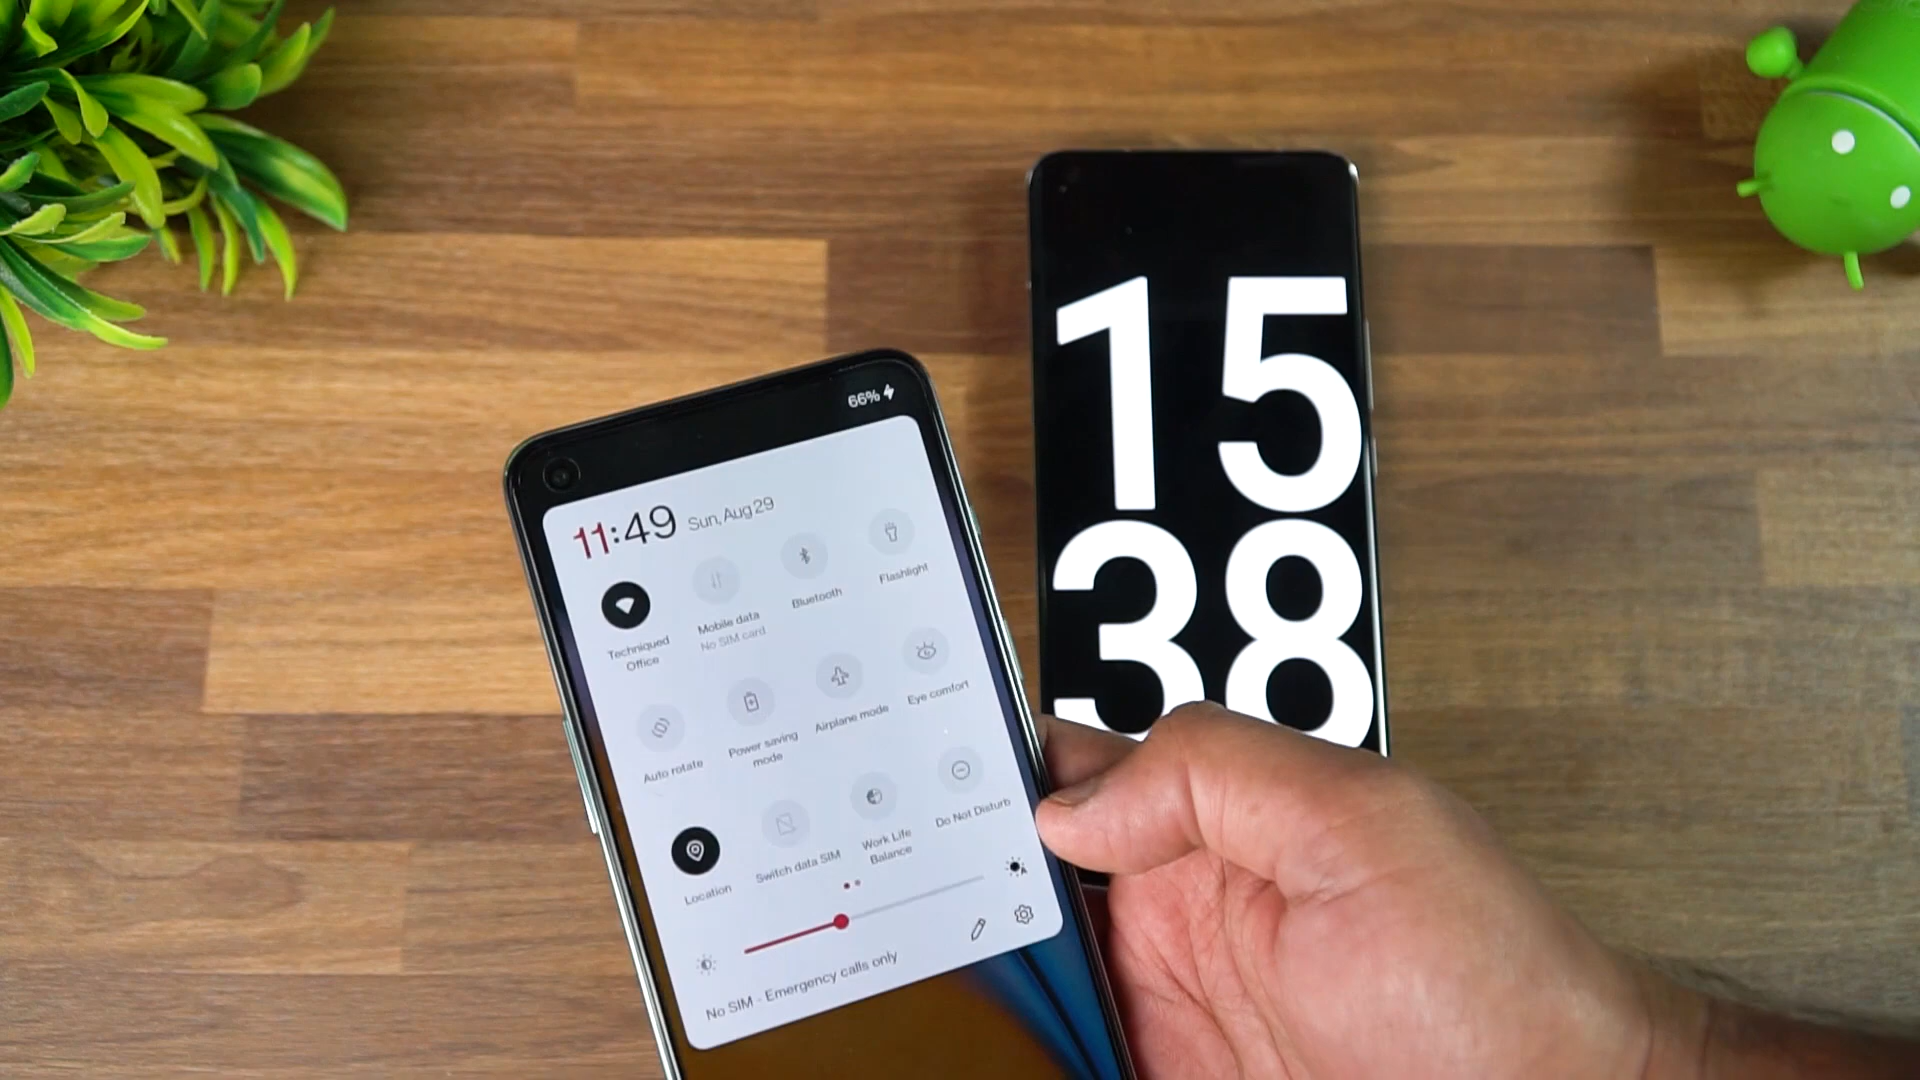 66%
11:49 Sun, Aug 29
Techniqued
Office
Mobile data
No SIM card
Bluetooth
Flashlight
Auto rotate
Power saving
mode
Airplane mode
Eye comfort
Location
Switch data SIM
Work Life
Balance
Do Not Disturb
A
No SIM - Emergency calls only
15
38